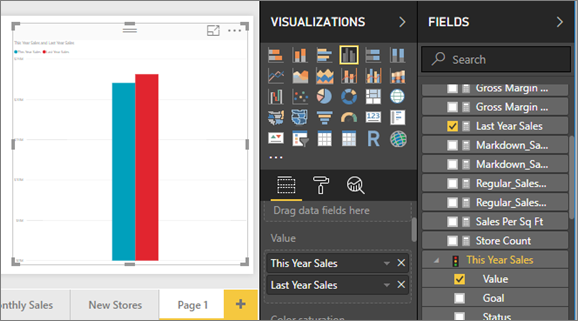 This Year Sales and Last Year Sales
This Year Sales Last Year Sales
nthly Sales
New Stores
Page 1
+
VISUALIZATIONS
R
123
Drag data fields here
Value
This Year Sales
Last Year Sales
Color saturation
FIELDS
Search
Gross Margin ...
Gross Margin ...
Last Year Sales
Markdown_Sa...
Markdown_Sa...
Regular_Sales...
Regular_Sales...
Sales Per Sq Ft
Store Count
This Year Sales
Value
Goal
Status